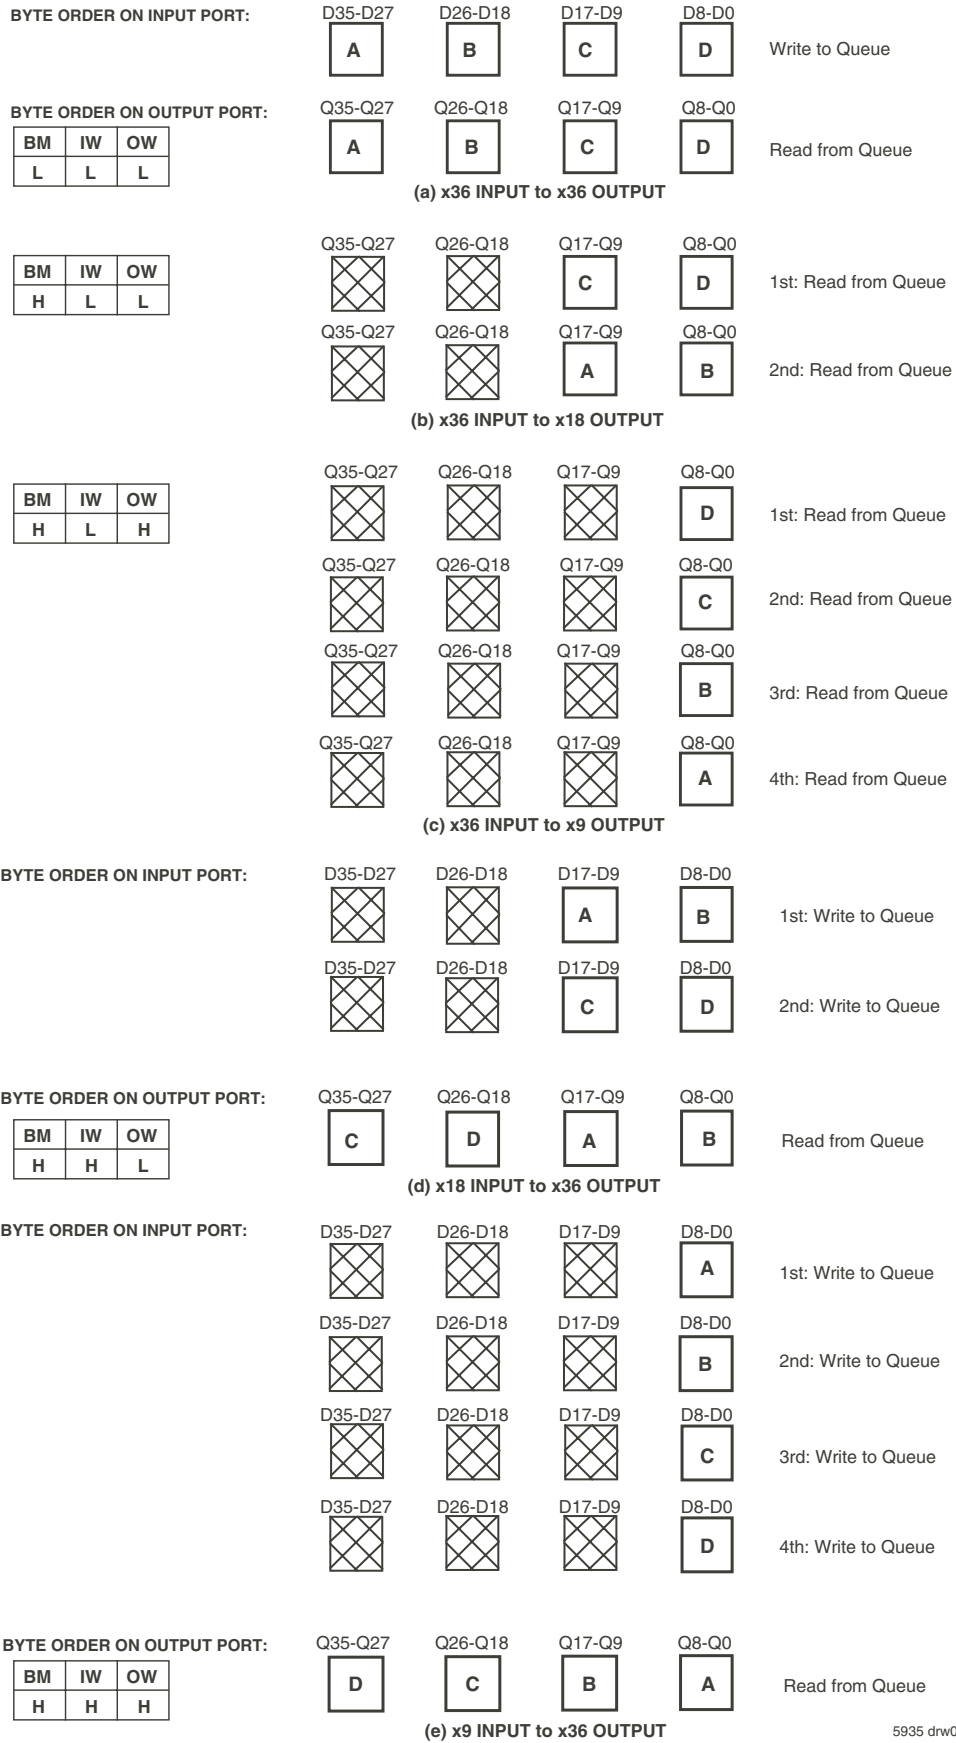 BYTE ORDER ON INPUT PORT: D35-D27 D26-D18 D17-D9 D8-D0
A B C D Write to Queue
BYTE ORDER ON OUTPUT PORT: Q35-Q27 Q26-Q18 Q17-Q9 Q8-Q0
BM IW OW
A B C D Read from Queue
L L L
(a) x36 INPUT to x36 OUTPUT
Q35-Q27 Q26-Q18 Q17-Q9 Q8-Q0
BM IW OW
C D 1st: Read from Queue
H L L
Q35-Q27 Q26-Q18 Q17-Q9 Q8-Q0
A B 2nd: Read from Queue
(b) x36 INPUT to x18 OUTPUT
Q35-Q27 Q26-Q18 Q17-Q9 Q8-Q0
BM IW OW
D 1st: Read from Queue
H L H
Q35-Q27 Q26-Q18 Q17-Q9 Q8-Q0
C 2nd: Read from Queue
Q35-Q27 Q26-Q18 Q17-Q9 Q8-Q0
B 3rd: Read from Queue
Q35-Q27 Q26-Q18 Q17-Q9 Q8-Q0
A 4th: Read from Queue
(c) x36 INPUT to x9 OUTPUT
BYTE ORDER ON INPUT PORT: D35-D27 D26-D18 D17-D9 D8-D0
A B 1st: Write to Queue
D35-D27 D26-D18 D17-D9 D8-D0
C D 2nd: Write to Queue
BYTE ORDER ON OUTPUT PORT: Q35-Q27 Q26-Q18 Q17-Q9 Q8-Q0
BM IW OW
C D A B Read from Queue
H H L
(d) x18 INPUT to x36 OUTPUT
BYTE ORDER ON INPUT PORT: D35-D27 D26-D18 D17-D9 D8-D0
A 1st: Write to Queue
D35-D27 D26-D18 D17-D9 D8-D0
B 2nd: Write to Queue
D35-D27 D26-D18 D17-D9 D8-D0
C 3rd: Write to Queue
D35-D27 D26-D18 D17-D9 D8-D0
D 4th: Write to Queue
BYTE ORDER ON OUTPUT PORT: Q35-Q27 Q26-Q18 Q17-Q9 Q8-Q0
BM IW OW
D C B A Read from Queue
H H H
(e) x9 INPUT to x36 OUTPUT
5935 drw0